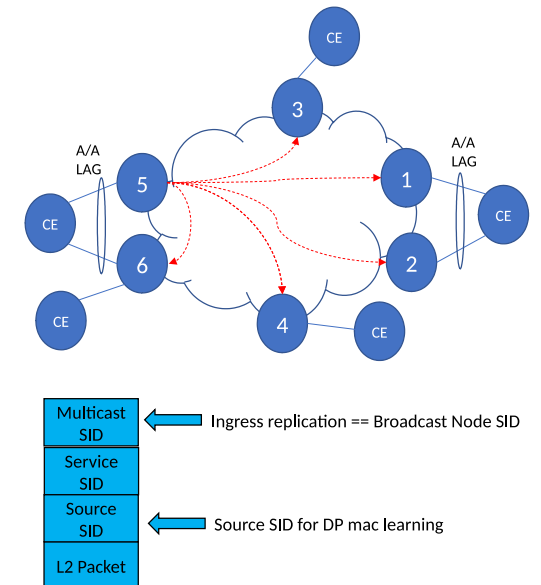 CE
3
A/A
LAG
A/A
LAG
5
1
CE
CE
6
2
CE
4
CE
Multicast
SID
Ingress replication == Broadcast Node SID
Service
SID
Source
SID
Source SID for DP mac learning
L2 Packet